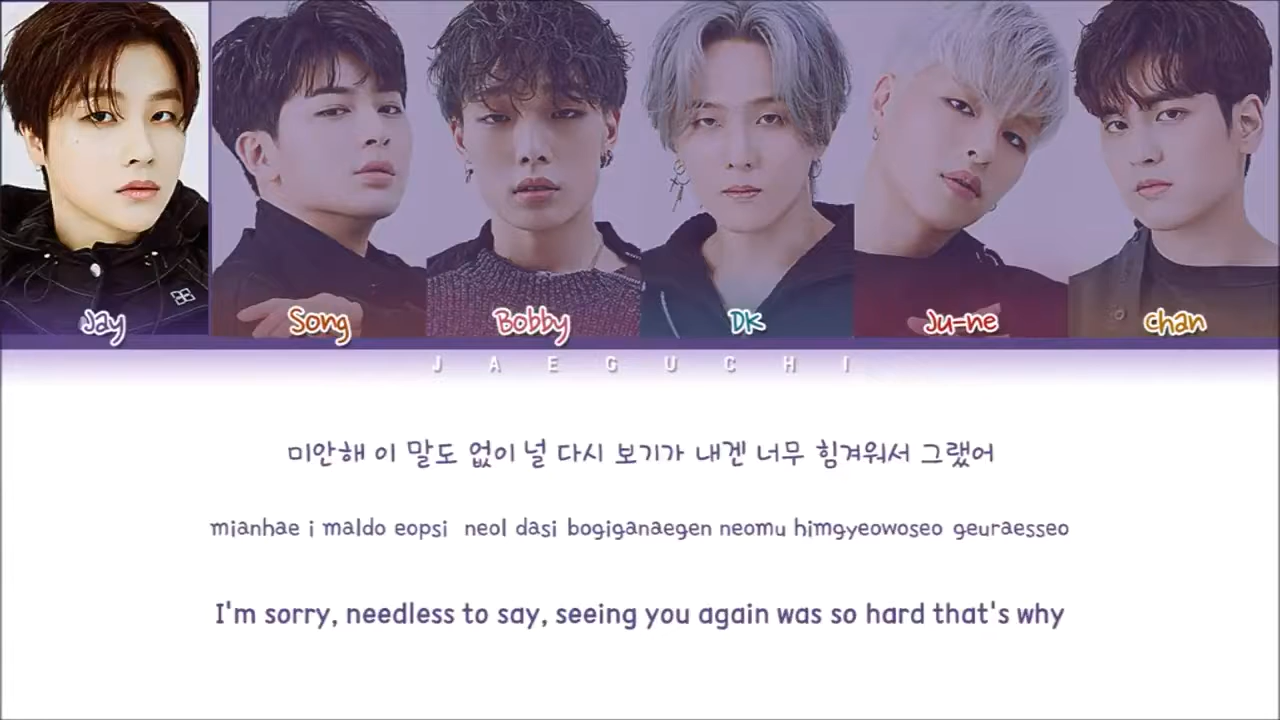 Jay Song Bobby DK Ju-ne Chan
JAEGUCHI
미안해 이 말도 없이 널 다시 보기가 내겐 너무 힘겨워서 그랬어
mianhae i maldo eopsi neol dasi bogiganaegen neomu himgyeowoseo geuraesseo
I'm sorry, needless to say, seeing you again was so hard that's why